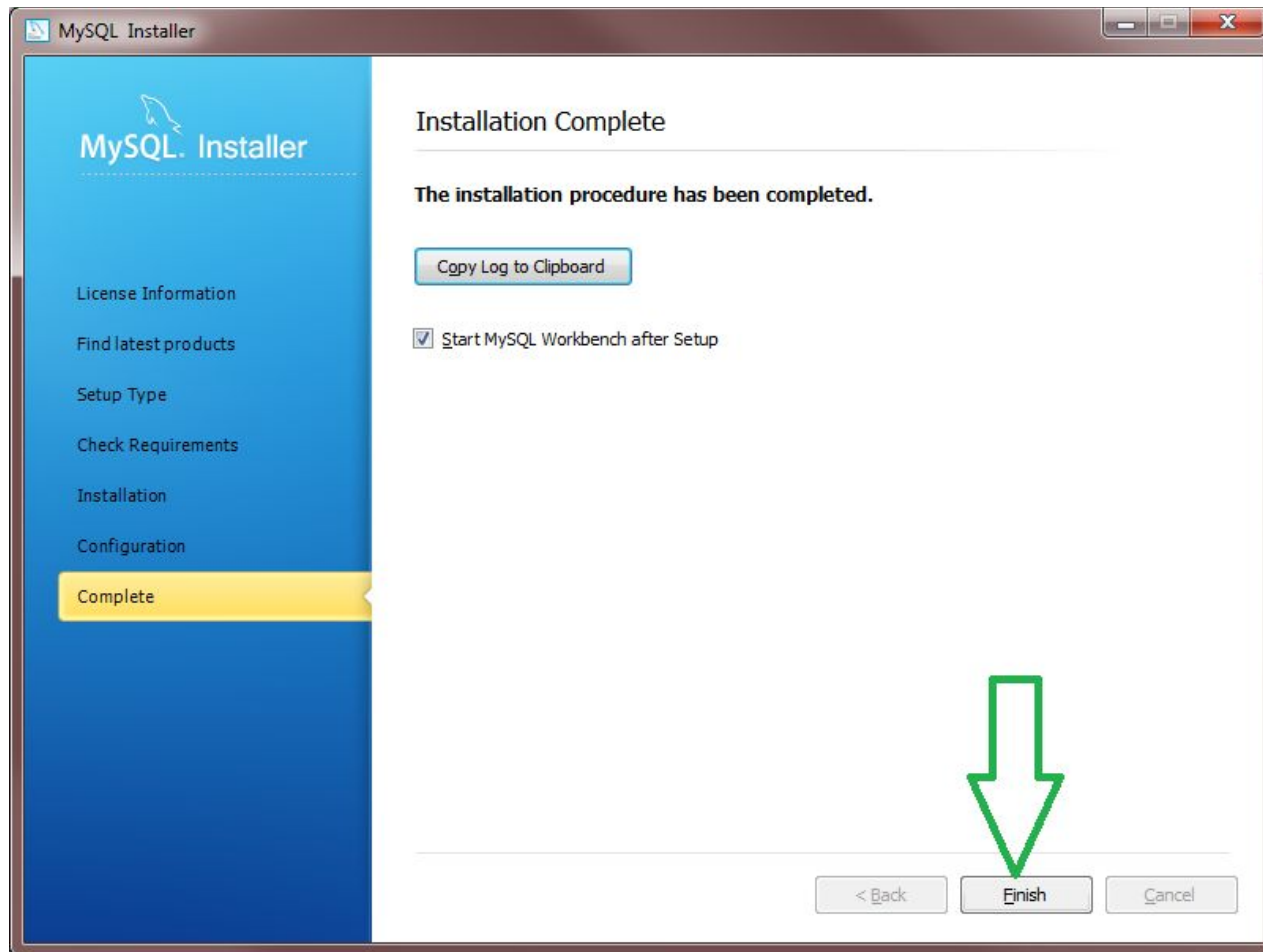 MySQL Installer
MySQL. Installer
License Information
Find latest products
Setup Type
Check Requirements
Installation
Configuration
Complete
Installation Complete
The installation procedure has been completed.
Copy Log to Clipboard
Start MySQL Workbench after Setup
< Back
Finish
Cancel